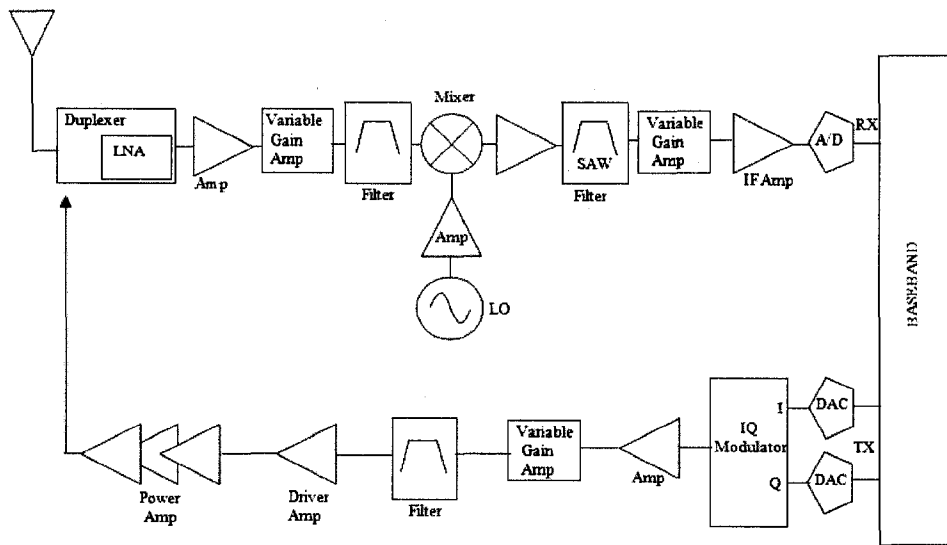 Mixer
Duplexer
LNA
Amp
Variable
Gain
Amp
Filter
SAW
Filter
Variable
Gain
Amp
IF Amp
A/D
RX
Amp
LO
BASEBAND
Power
Amp
Driver
Amp
Filter
Variable
Gain
Amp
Amp
IQ
Modulator
I
Q
DAC
TX
DAC